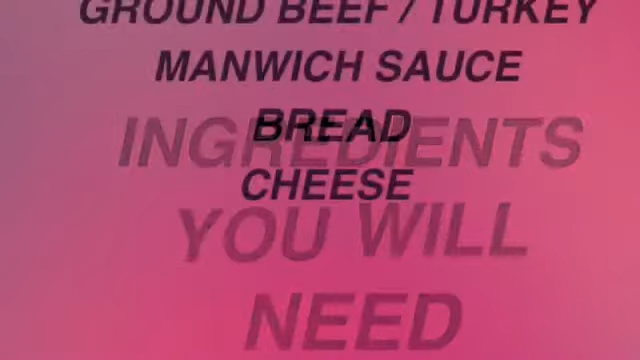 GROUND BEEF / TURKEY
MANWICH SAUCE
BREAD
CHEESE
INGREDIENTS
YOU WILL
NEED